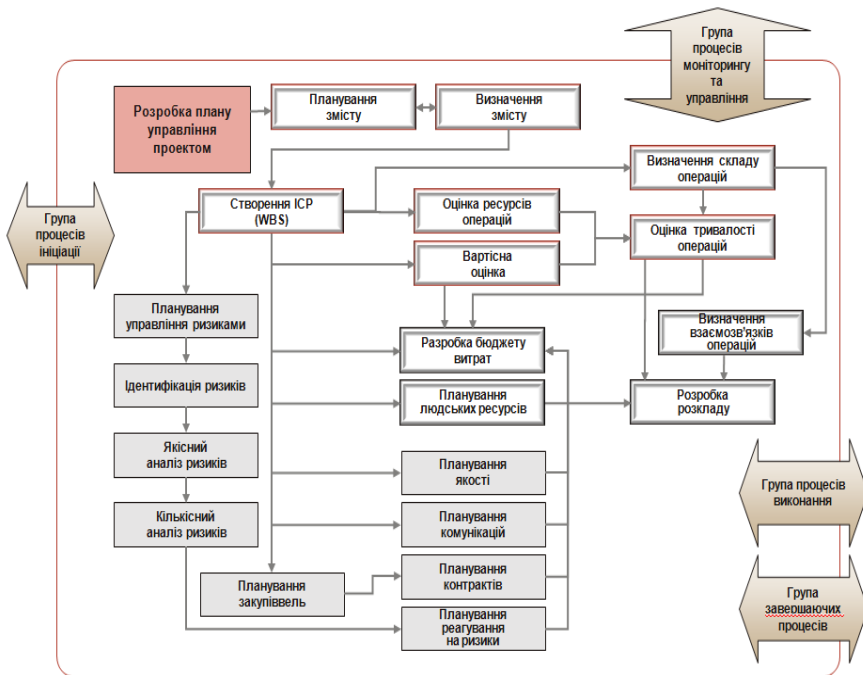 Група
процесів
моніторингу
та
управління
Розробка плану
управління
проектом
Планування
змісту
Визначення
змісту
Визначення складу
операцій
Група
процесів
ініціації
Створення ІСР
(WBS)
Оцінка ресурсів
операцій
Оцінка тривалості
операцій
Вартісна
оцінка
Планування
управління ризиками
Разробка бюджету
витрат
Визначення
взаємозв'язків
операцій
Ідентифікація ризиків
Планування
людських ресурсів
Розробка
розкладу
Якісний
аналіз ризиків
Планування
якості
Група процесів
виконання
Кількісний
аналіз ризиків
Планування
комунікацій
Планування
закупіввель
Планування
контрактів
Група
завершаючих
процесів
Планування
реагування
на ризики